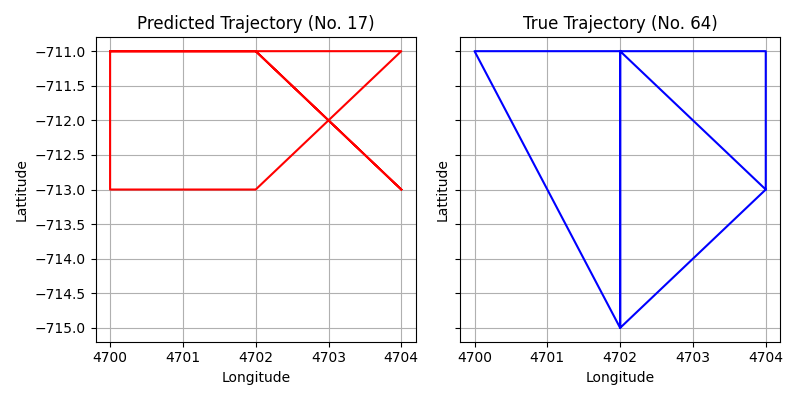 Predicted Trajectory (No. 17)
True Trajectory (No. 64)
−711.0
−711.5
−712.0
−712.5
−713.0
−713.5
−714.0
−714.5
−715.0
Lattitude
Lattitude
4700 4701 4702 4703 4704
4700 4701 4702 4703 4704
Longitude
Longitude